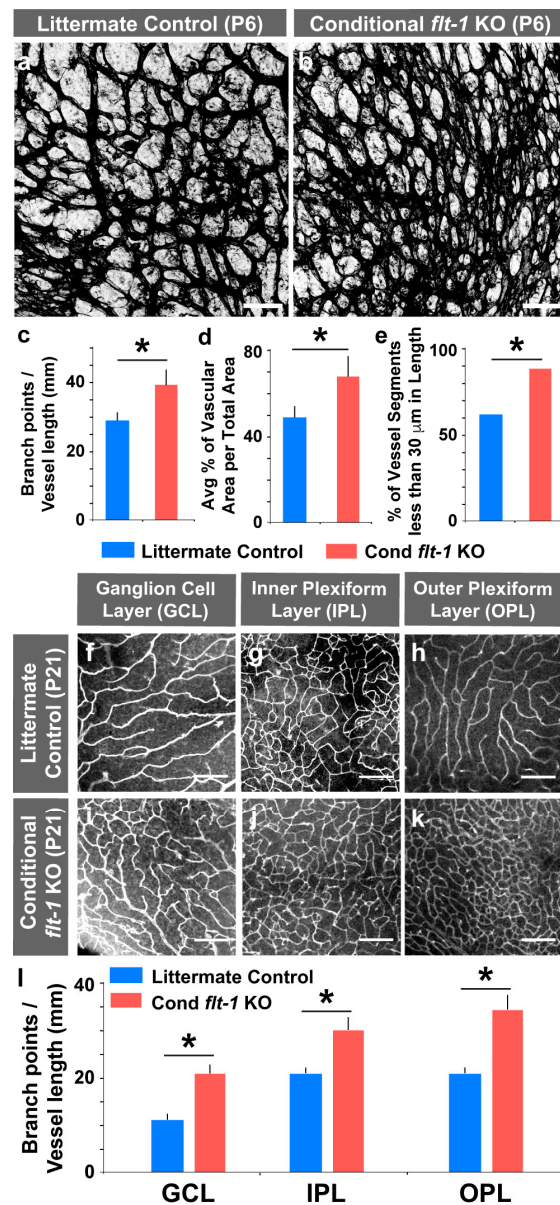 Littermate Control (P6)
Conditional flt-1 KO (P6)
a
b
c
Branch points /
Vessel length (mm)
40
20
0
*
d
Avg % of Vascular
Area per Total Area
80
40
0
*
e
% of Vessel Segments
less than 30 μm in Length
100
50
0
*
Littermate Control
Cond flt-1 KO
Ganglion Cell
Layer (GCL)
Inner Plexiform
Layer (IPL)
Outer Plexiform
Layer (OPL)
Littermate
Control (P21)
f
g
h
Conditional
flt-1 KO (P21)
i
j
k
l
Branch points /
Vessel length (mm)
40
20
0
Littermate Control
Cond flt-1 KO
*
*
*
GCL
IPL
OPL